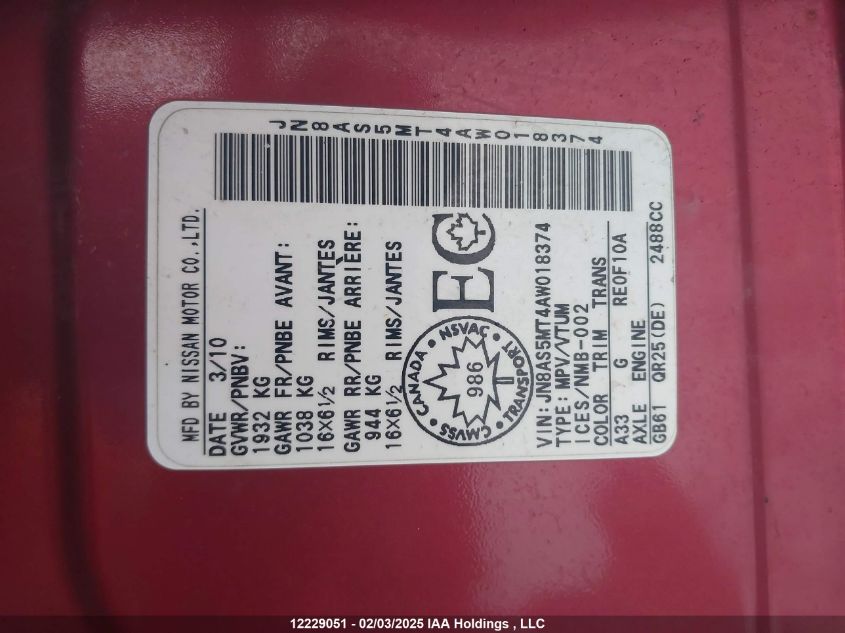 JN8AS5MT4AW018374
MFD BY NISSAN MOTOR CO.,LTD.
DATE 3/10
GVWR/PNBV:
1932 KG
GAWR FR/PNBE AVANT:
1038 KG
16X6½ RIMS/JANTES
GAWR RR/PNBE ARRIÈRE:
944 KG
16X6½ RIMS/JANTES
CANADA • NSVAC • TRANSPORT • CMVSS •
986
EC
VIN:JN8AS5MT4AW018374
TYPE:MPV/VTUM
ICES/NMB-002
COLOR TRIM TRANS
A33 G RE0F10A
AXLE ENGINE
GB61 QR25(DE) 2488CC
12229051 - 02/03/2025 IAA Holdings , LLC